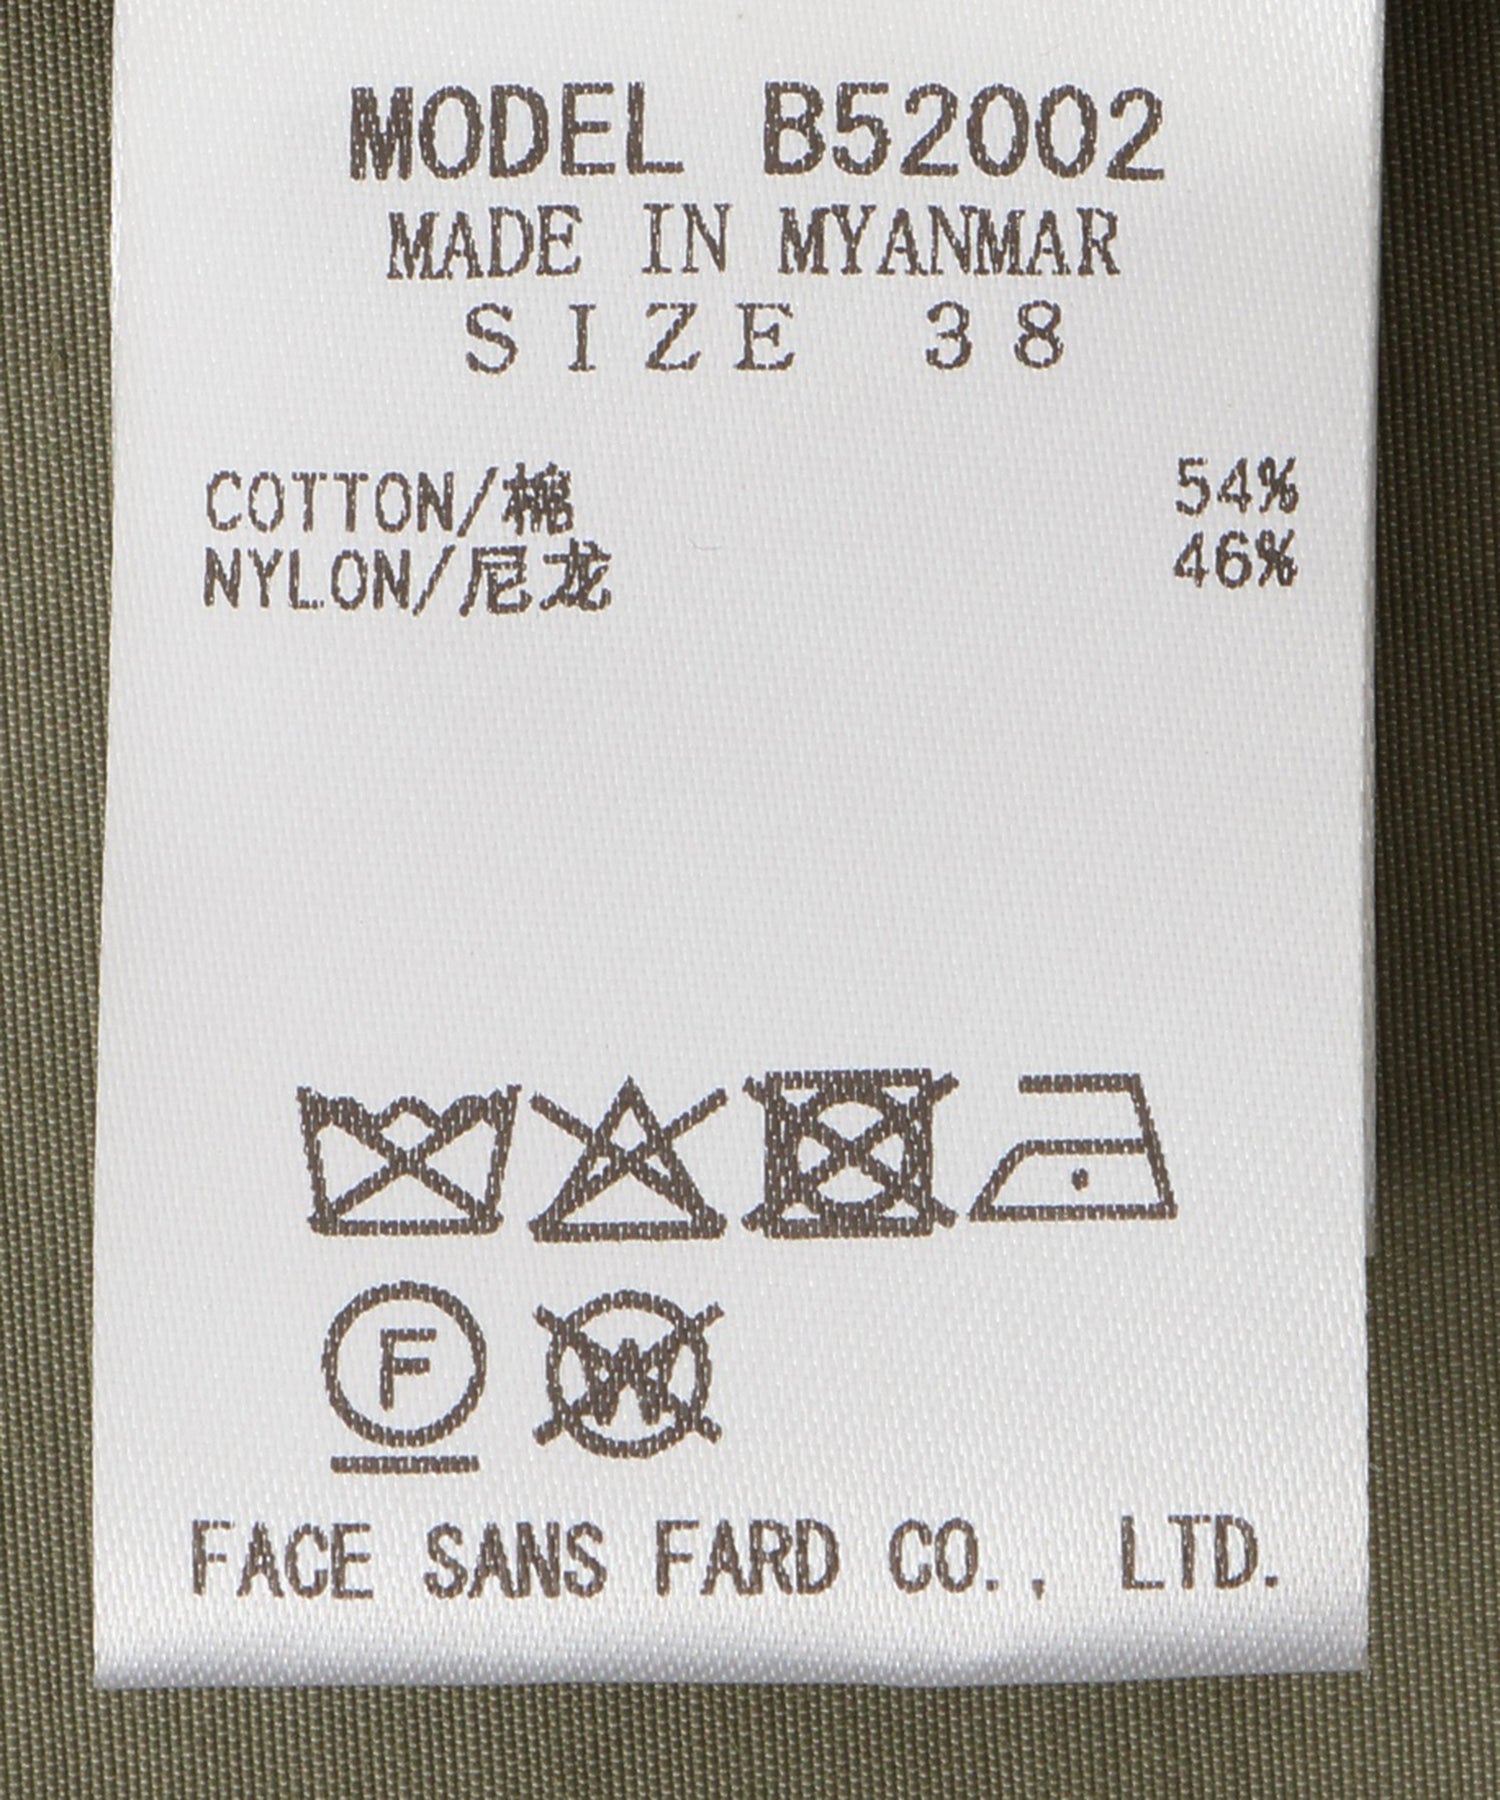 MODEL B52002
MADE IN MYANMAR
SIZE 38
COTTON/棉 54%
NYLON/尼龙 46%
F
W
FACE SANS FARD CO., LTD.